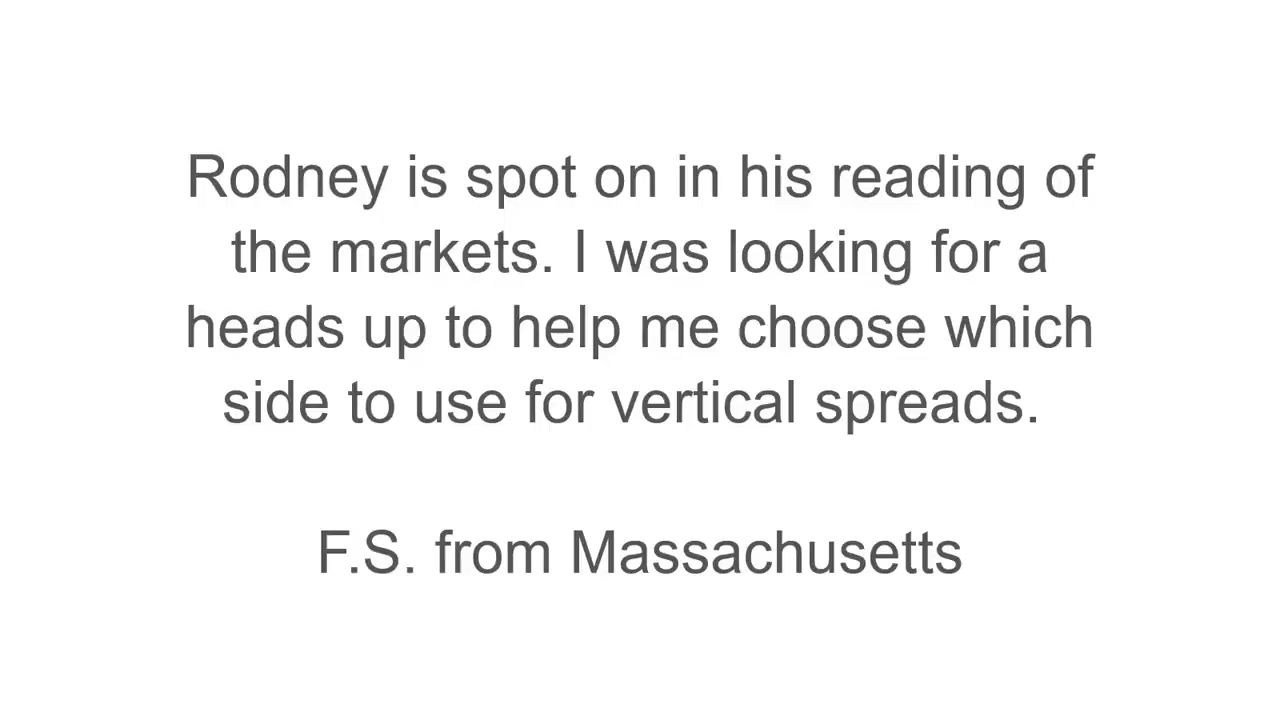 Rodney is spot on in his reading of
the markets. I was looking for a
heads up to help me choose which
side to use for vertical spreads.
F.S. from Massachusetts